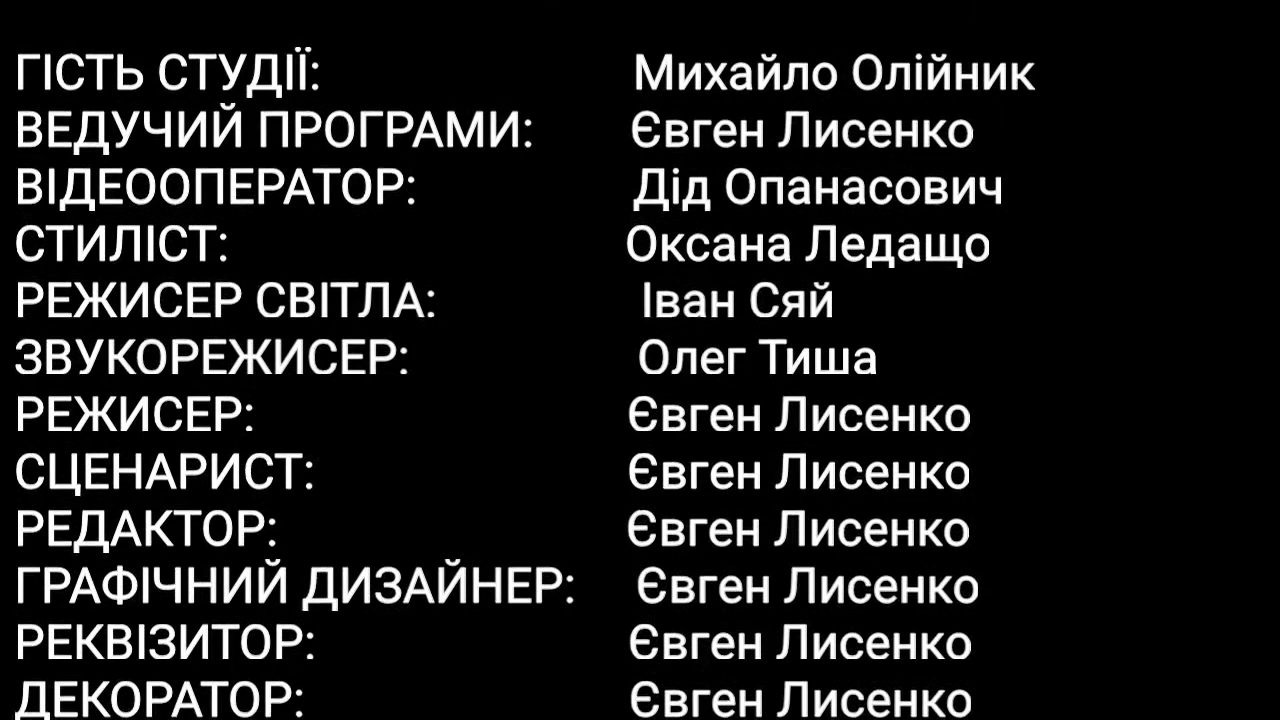 ГІСТЬ СТУДІЇ: Михайло Олійник
ВЕДУЧИЙ ПРОГРАМИ: Євген Лисенко
ВІДЕООПЕРАТОР: Дід Опанасович
СТИЛІСТ: Оксана Ледащо
РЕЖИСЕР СВІТЛА: Іван Сяй
ЗВУКОРЕЖИСЕР: Олег Тиша
РЕЖИСЕР: Євген Лисенко
СЦЕНАРИСТ: Євген Лисенко
РЕДАКТОР: Євген Лисенко
ГРАФІЧНИЙ ДИЗАЙНЕР: Євген Лисенко
РЕКВІЗИТОР: Євген Лисенко
ДЕКОРАТОР: Євген Лисенко